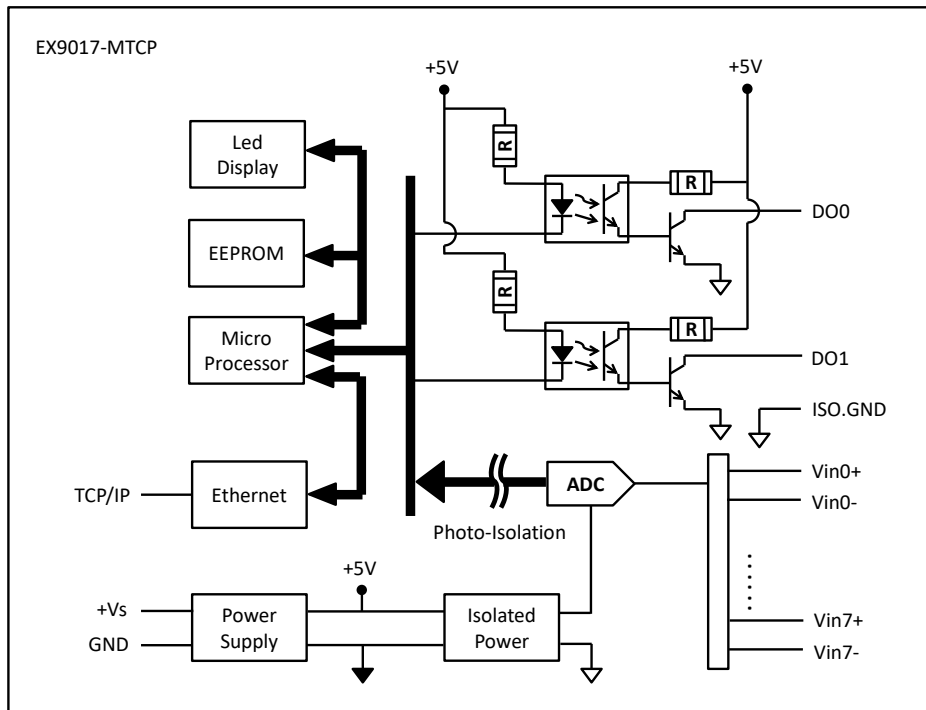 EX9017-MTCP
+5V
+5V
Led
Display
R
R
DO0
EEPROM
R
Micro
Processor
R
DO1
ISO.GND
TCP/IP
Ethernet
ADC
Vin0+
Vin0-
Photo-Isolation
+5V
+Vs
GND
Power
Supply
Isolated
Power
Vin7+
Vin7-